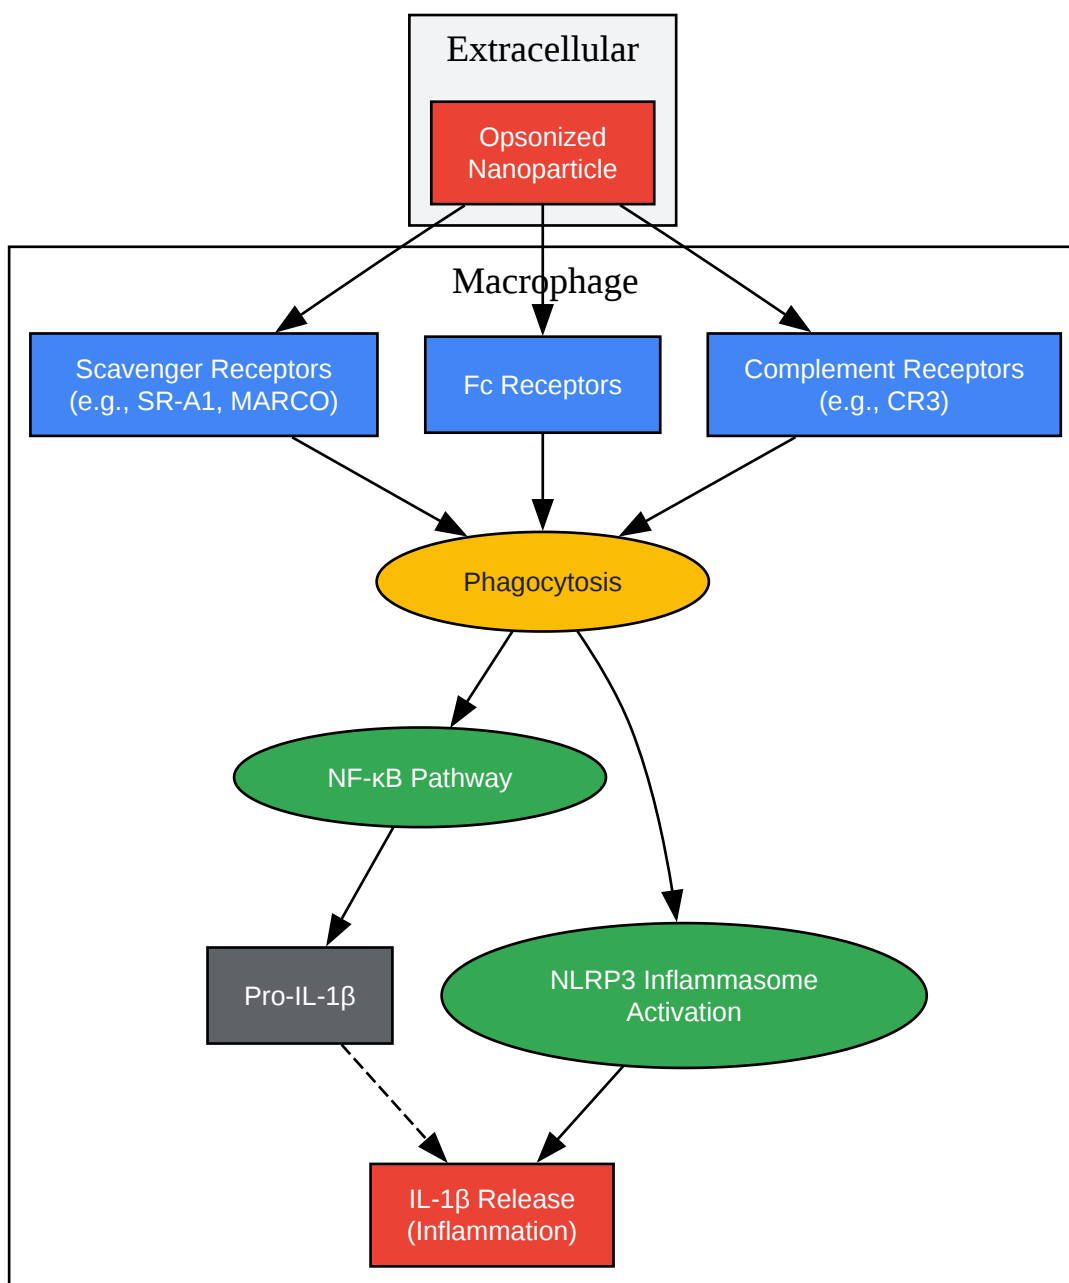 Extracellular
Opsonized
Nanoparticle
Macrophage
Scavenger Receptors
(e.g., SR-A1, MARCO)
Fc Receptors
Complement Receptors
(e.g., CR3)
Phagocytosis
NF-κB Pathway
Pro-IL-1β
NLRP3 Inflammasome
Activation
IL-1β Release
(Inflammation)